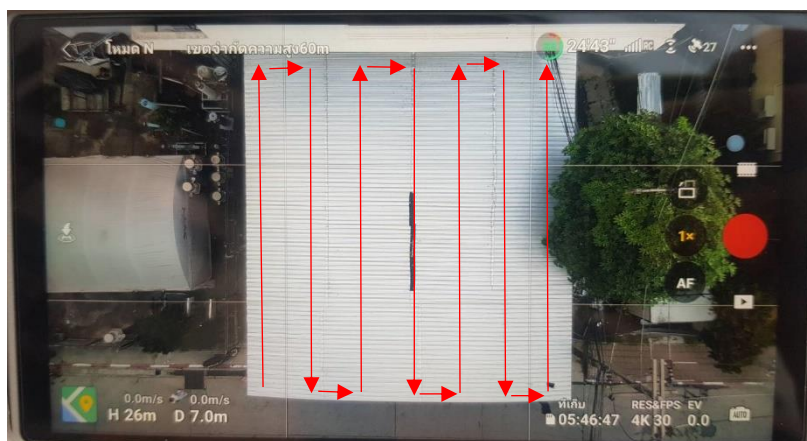 โหมด N เขตจำกัดความสูง60m 24'43" RC 27
1×
AF
0.0m/s 0.0m/s
H 26m D 7.0m
ที่เก็บ RES&FPS EV
05:46:47 4K 30 0.0 AUTO